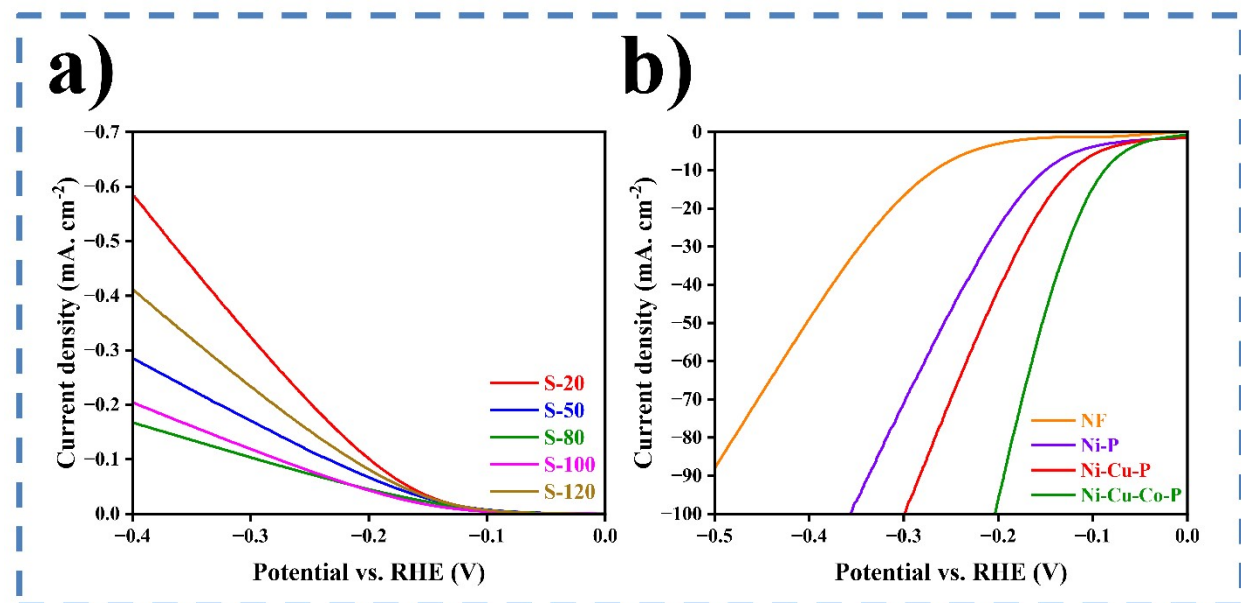 a)
−0.7
−0.6
−0.5
−0.4
−0.3
−0.2
−0.1
0.0
Current density (mA. cm⁻²)
S-20
S-50
S-80
S-100
S-120
−0.4 −0.3 −0.2 −0.1 0.0
Potential vs. RHE (V)
b)
0
−10
−20
−30
−40
−50
−60
−70
−80
−90
−100
Current density (mA. cm⁻²)
NF
Ni-P
Ni-Cu-P
Ni-Cu-Co-P
−0.5 −0.4 −0.3 −0.2 −0.1 0.0
Potential vs. RHE (V)